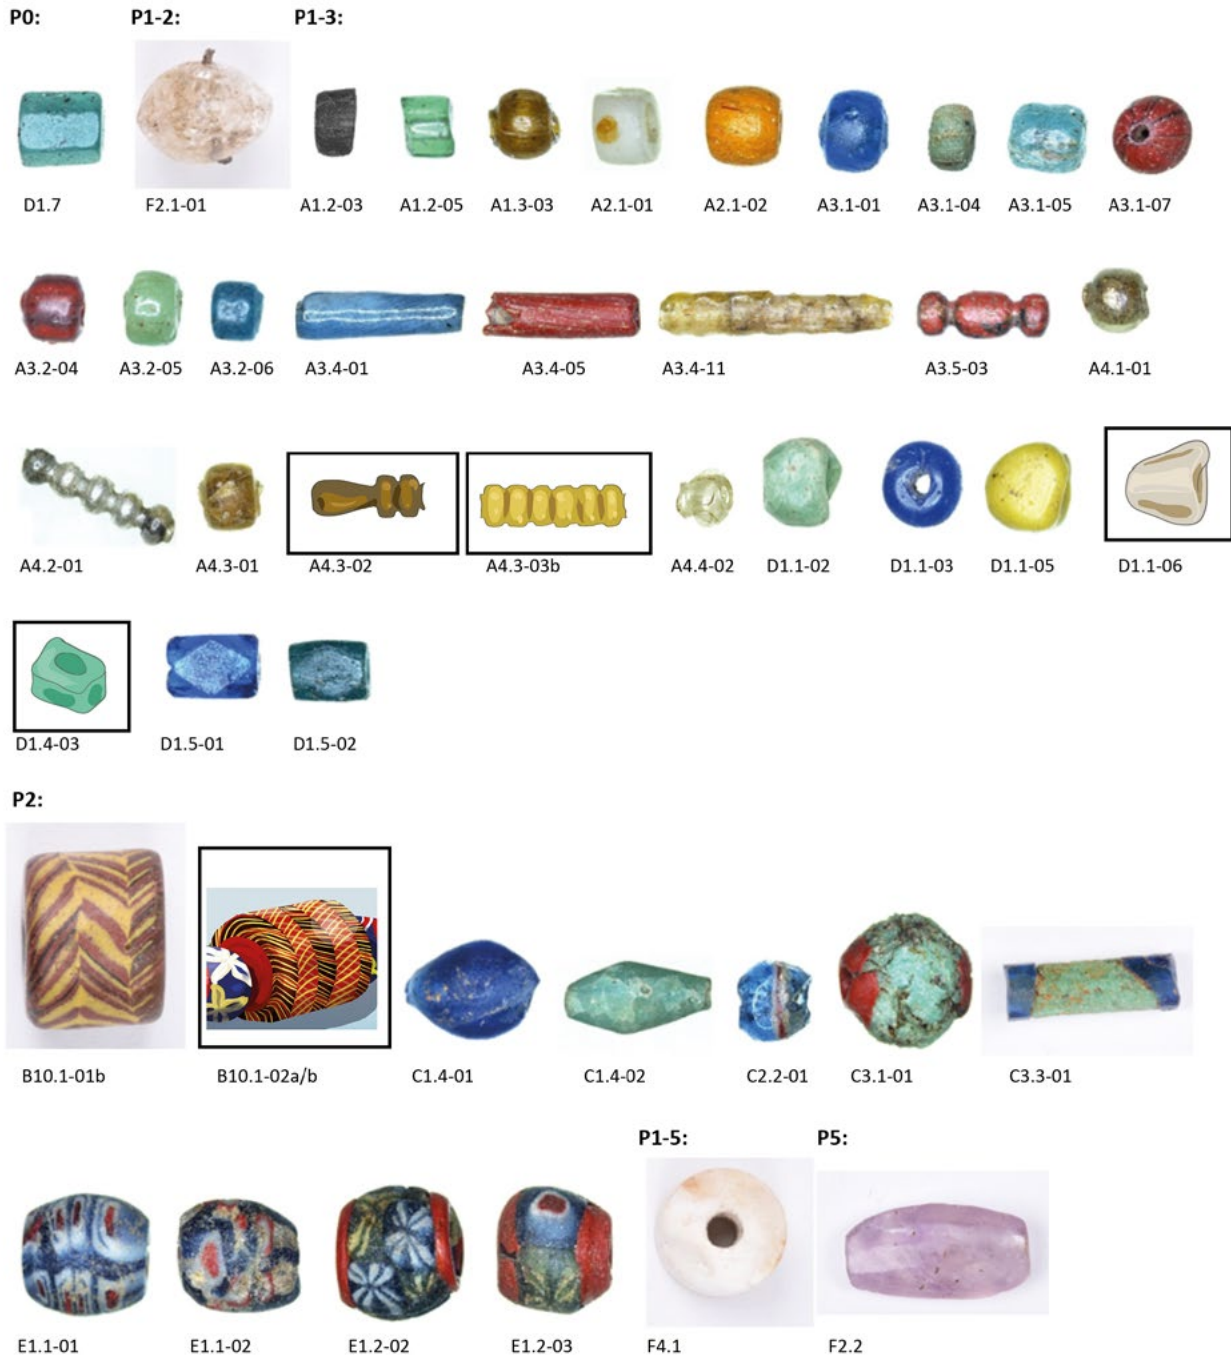 P0: P1-2: P1-3:
D1.7 F2.1-01 A1.2-03 A1.2-05 A1.3-03 A2.1-01 A2.1-02 A3.1-01 A3.1-04 A3.1-05 A3.1-07
A3.2-04 A3.2-05 A3.2-06 A3.4-01 A3.4-05 A3.4-11 A3.5-03 A4.1-01
A4.2-01 A4.3-01 A4.3-02 A4.3-03b A4.4-02 D1.1-02 D1.1-03 D1.1-05 D1.1-06
D1.4-03 D1.5-01 D1.5-02
P2:
B10.1-01b B10.1-02a/b C1.4-01 C1.4-02 C2.2-01 C3.1-01 C3.3-01
P1-5: P5:
E1.1-01 E1.1-02 E1.2-02 E1.2-03 F4.1 F2.2